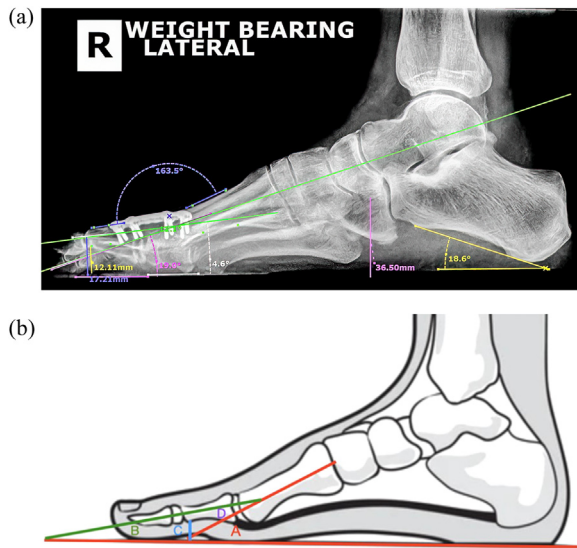 (a)
R
WEIGHT BEARING
LATERAL
163.5°
12.11mm
17.21mm
4.6°
36.50mm
18.6°
(b)
B
C
D
A